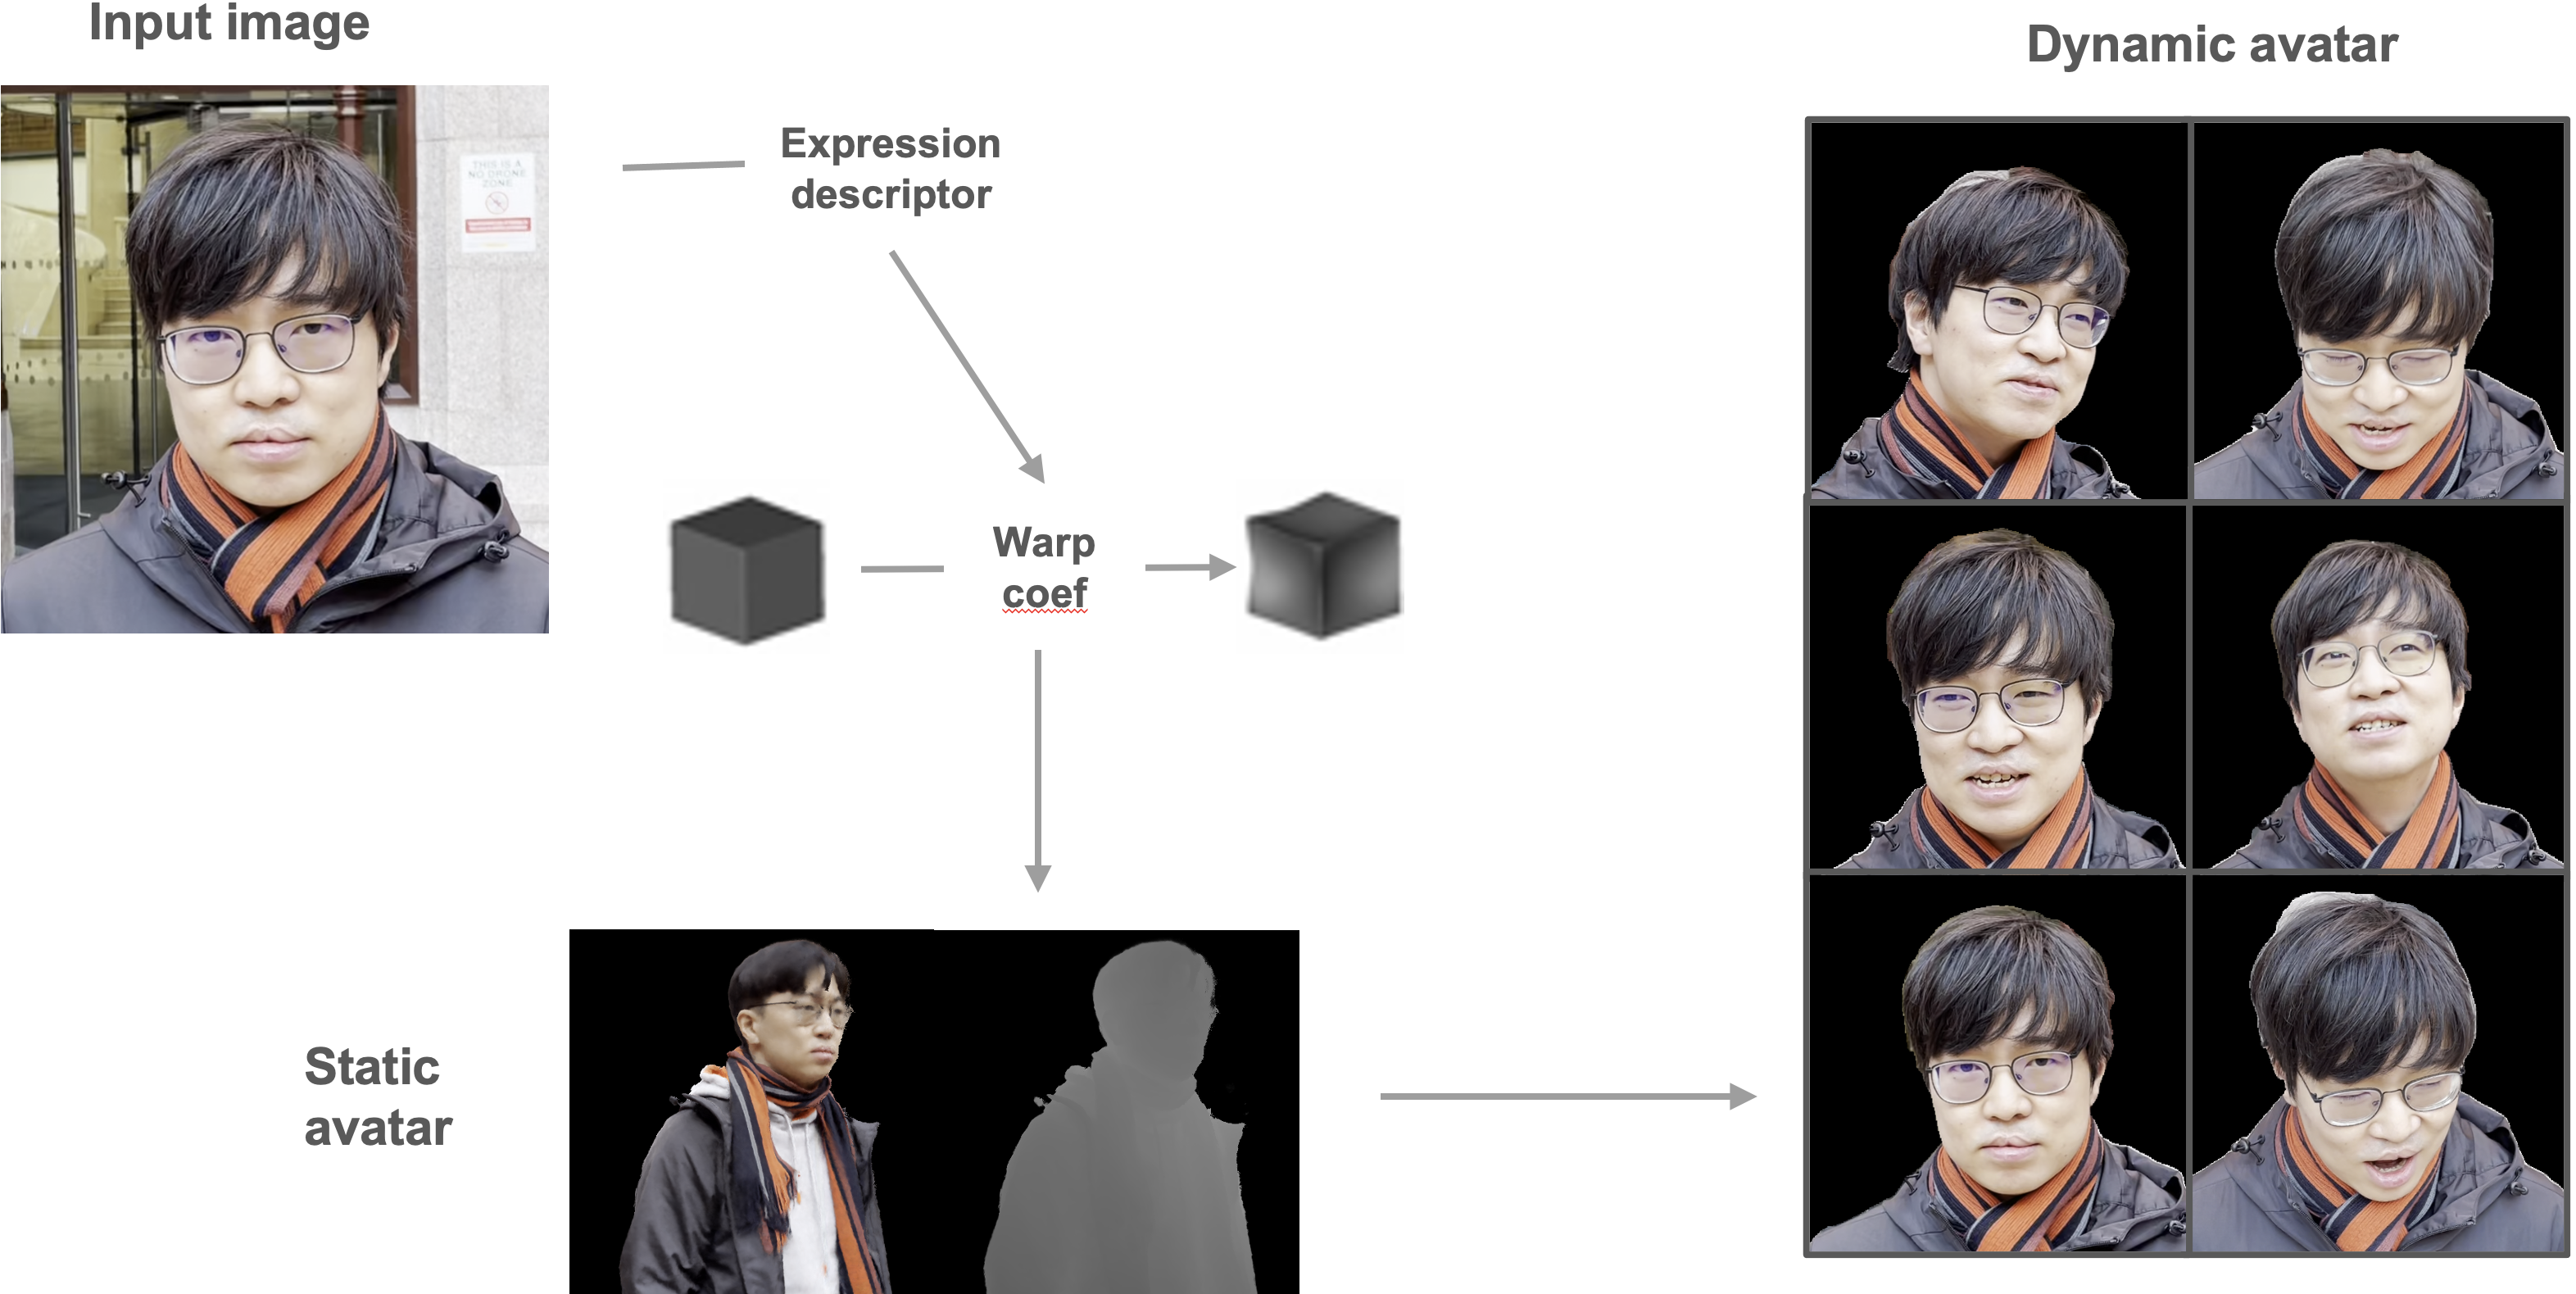 Input image
Dynamic avatar
THIS IS A
NO DRONE
ZONE
Expression
descriptor
Warp
coef
Static
avatar